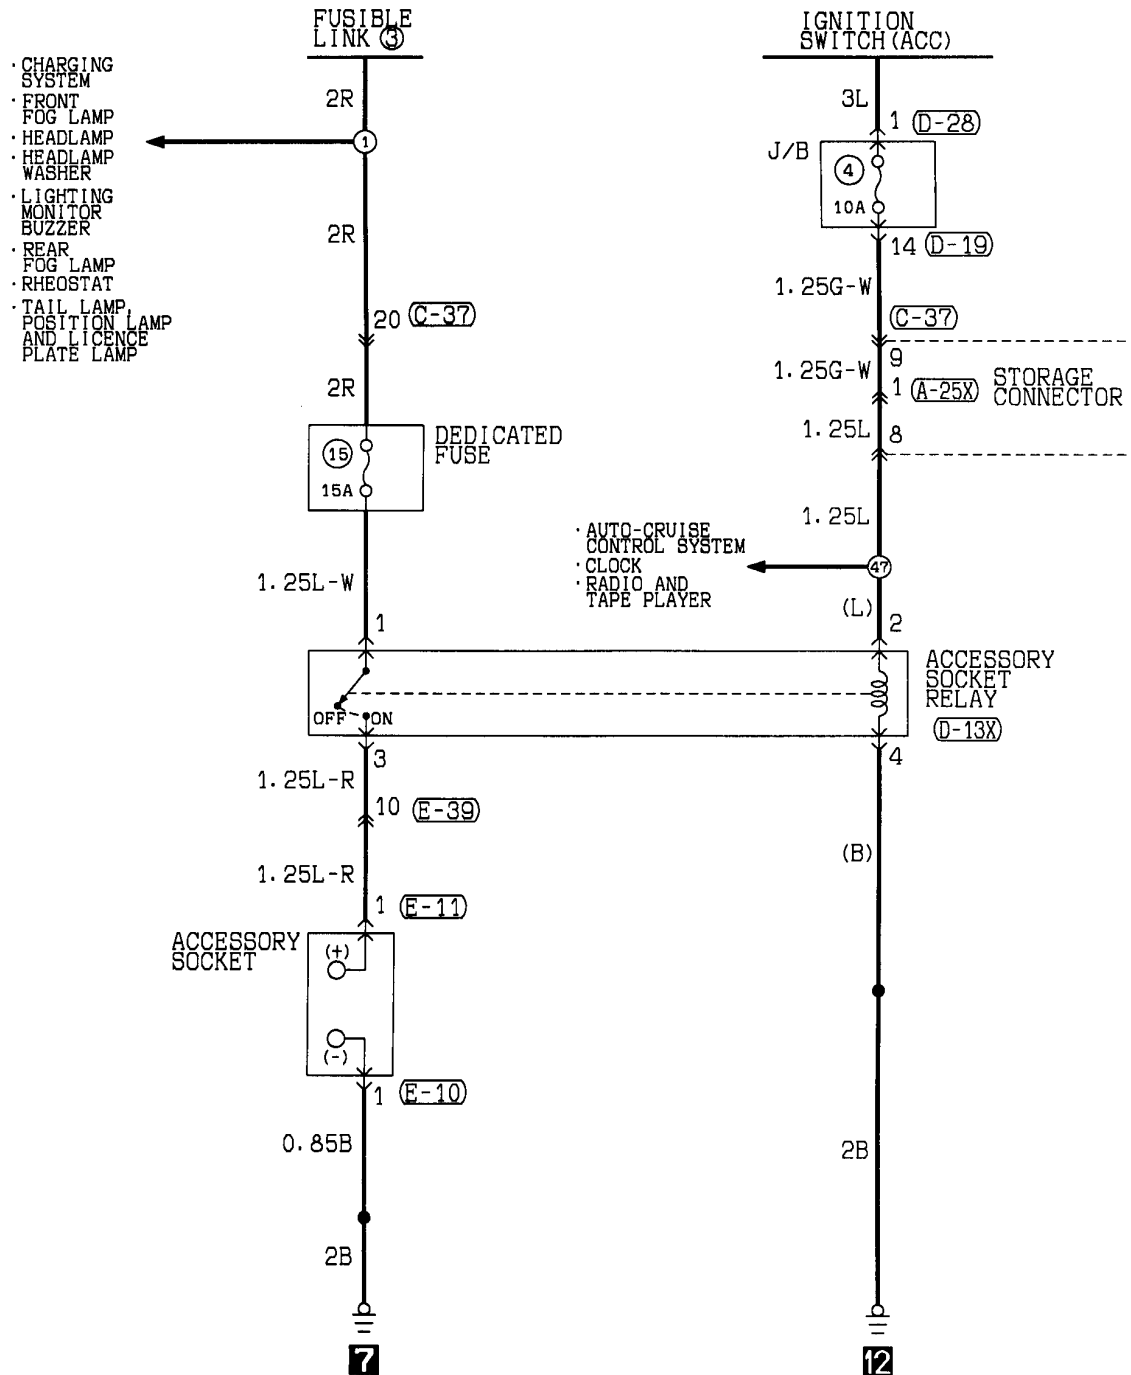 FUSIBLE
LINK ③
IGNITION
SWITCH(ACC)
· CHARGING
SYSTEM
· FRONT
FOG LAMP
· HEADLAMP
· HEADLAMP
WASHER
· LIGHTING
MONITOR
BUZZER
· REAR
FOG LAMP
· RHEOSTAT
· TAIL LAMP,
POSITION LAMP
AND LICENCE
PLATE LAMP
2R
1
2R
20 C-37
2R
15
15A
DEDICATED
FUSE
1.25L-W
1
3L
1 D-28
J/B
4
10A
14 D-19
1.25G-W
C-37
9
1.25G-W
1 A-25X
STORAGE
CONNECTOR
1.25L 8
1.25L
· AUTO-CRUISE
CONTROL SYSTEM
· CLOCK
· RADIO AND
TAPE PLAYER
47
(L) 2
OFF ON
ACCESSORY
SOCKET
RELAY
D-13X
3
4
1.25L-R
10 E-39
1.25L-R
1 E-11
(B)
ACCESSORY
SOCKET
(+)
(-)
1 E-10
0.85B
2B
2B
7
12